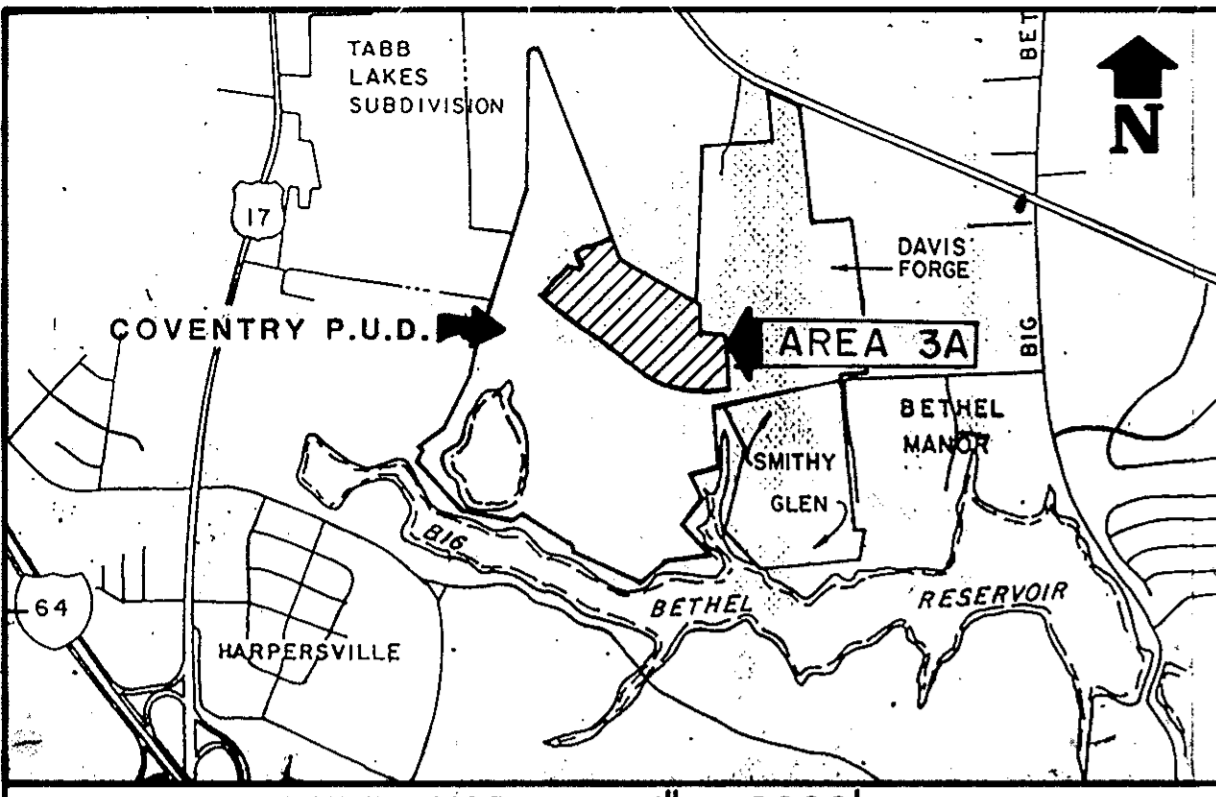 TABB
LAKES
SUBDIVISION
BET
N
17
DAVIS
FORGE
COVENTRY P.U.D.
AREA 3A
BIG
BETHEL
MANOR
SMITHY
GLEN
BIG
BETHEL
RESERVOIR
64
HARPERSVILLE